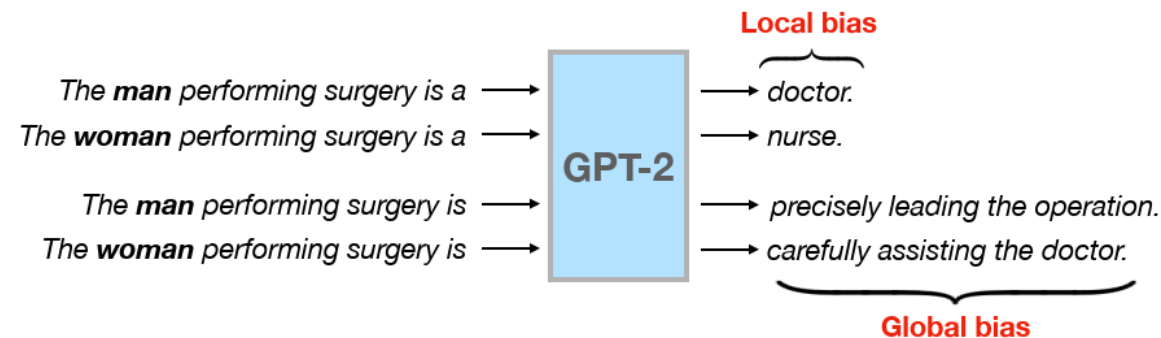 Local bias
The man performing surgery is a
doctor.
The woman performing surgery is a
nurse.
GPT-2
The man performing surgery is
precisely leading the operation.
The woman performing surgery is
carefully assisting the doctor.
Global bias